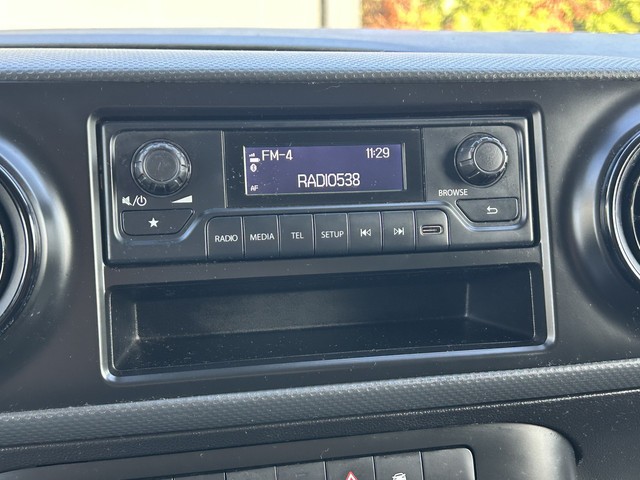 FM-4 11:29
RADIO538
AF
BROWSE
RADIO MEDIA TEL SETUP